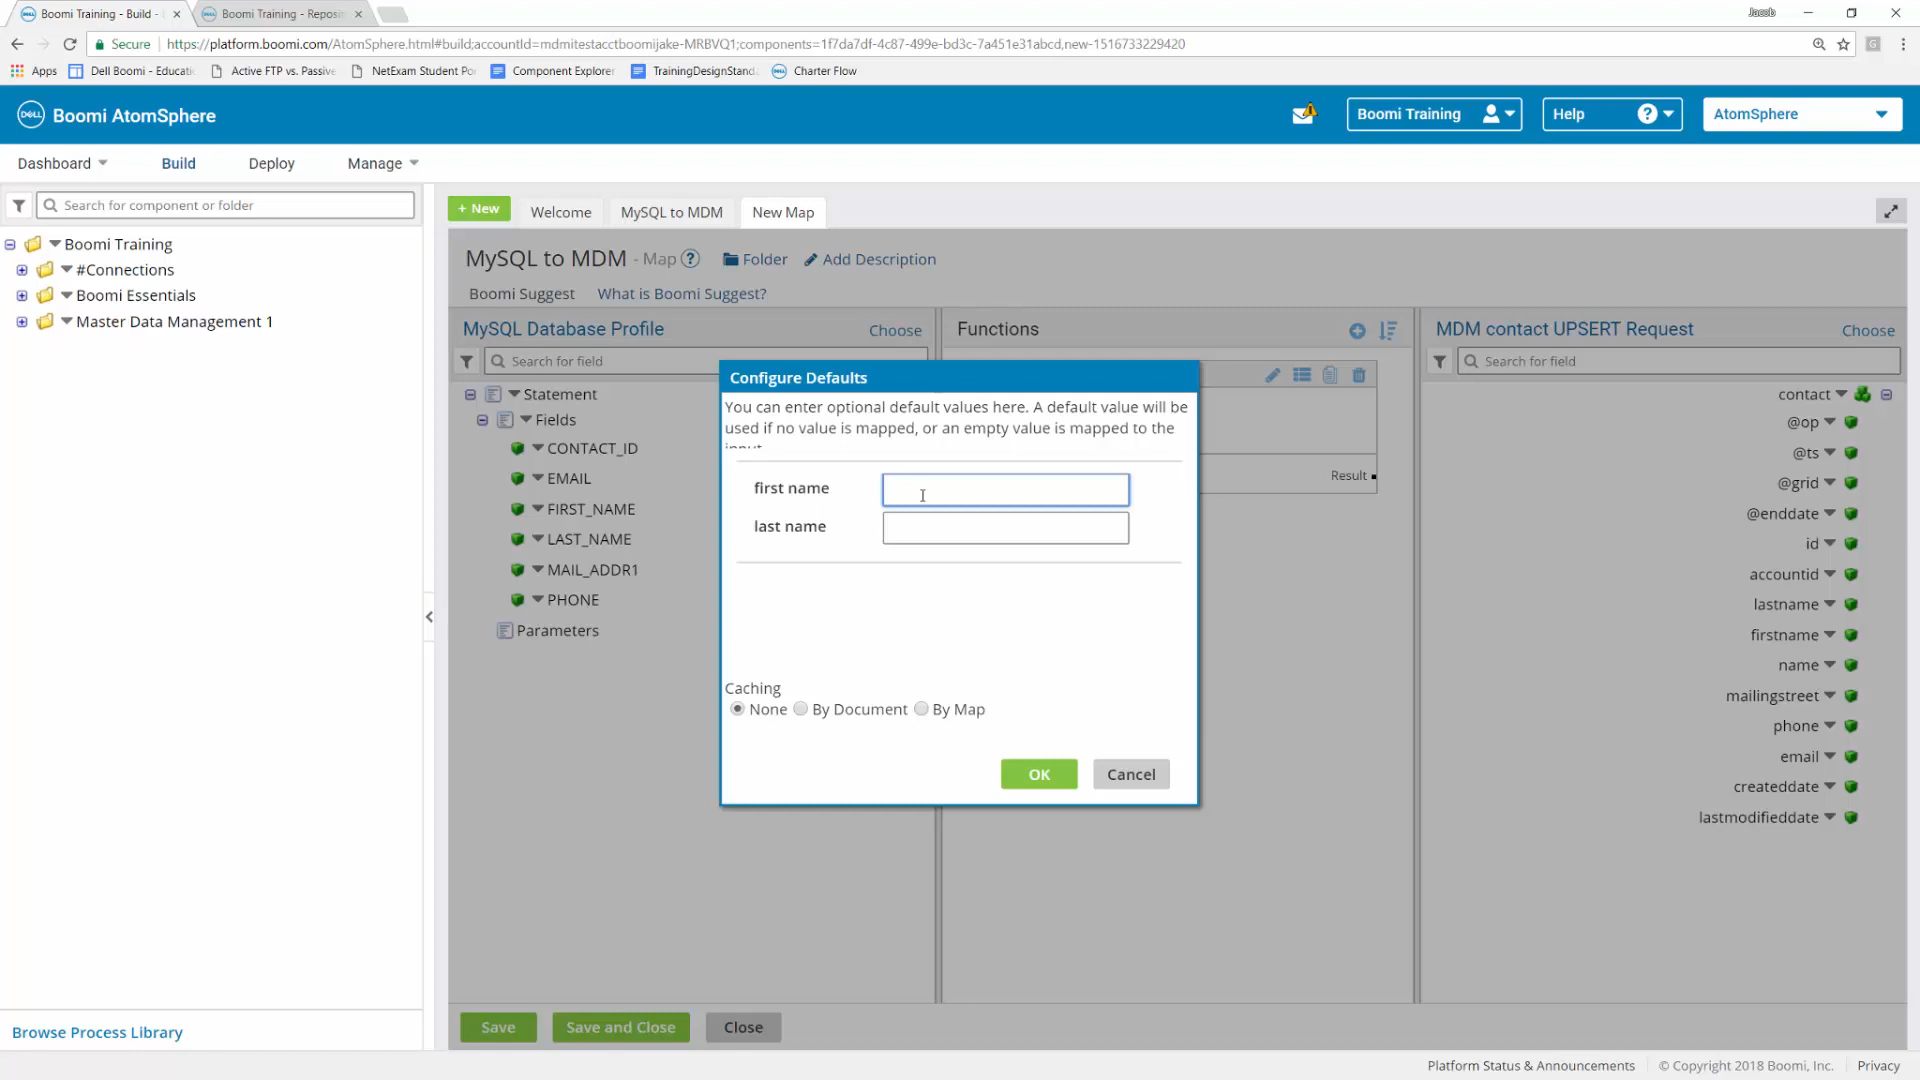 Boomi Training - Build -
Boomi Training - Reposi
Jacob
Secure
https://platform.boomi.com/AtomSphere.html#build;accountId=mdmitestacctboomijake-MRBVQ1;components=1f7da7df-4c87-499e-bd3c-7a451e31abcd,new-1516733229420
Apps
Dell Boomi - Educati
Active FTP vs. Passive
NetExam Student Po
Component Explorer
TrainingDesignStand
Charter Flow
DELL
Boomi AtomSphere
Boomi Training
Help
AtomSphere
Dashboard
Build
Deploy
Manage
Search for component or folder
+ New
Welcome
MySQL to MDM
New Map
Boomi Training
#Connections
Boomi Essentials
Master Data Management 1
MySQL to MDM - Map
Folder
Add Description
Boomi Suggest
What is Boomi Suggest?
MySQL Database Profile
Choose
Functions
MDM contact UPSERT Request
Choose
Search for field
Search for field
Statement
Fields
CONTACT_ID
EMAIL
FIRST_NAME
LAST_NAME
MAIL_ADDR1
PHONE
Parameters
Configure Defaults
You can enter optional default values here. A default value will be
used if no value is mapped, or an empty value is mapped to the
first name
last name
Caching
None
By Document
By Map
OK
Cancel
Result
contact
@op
@ts
@grid
@enddate
id
accountid
lastname
firstname
name
mailingstreet
phone
email
createddate
lastmodifieddate
Save
Save and Close
Close
Browse Process Library
Platform Status & Announcements
© Copyright 2018 Boomi, Inc.
Privacy